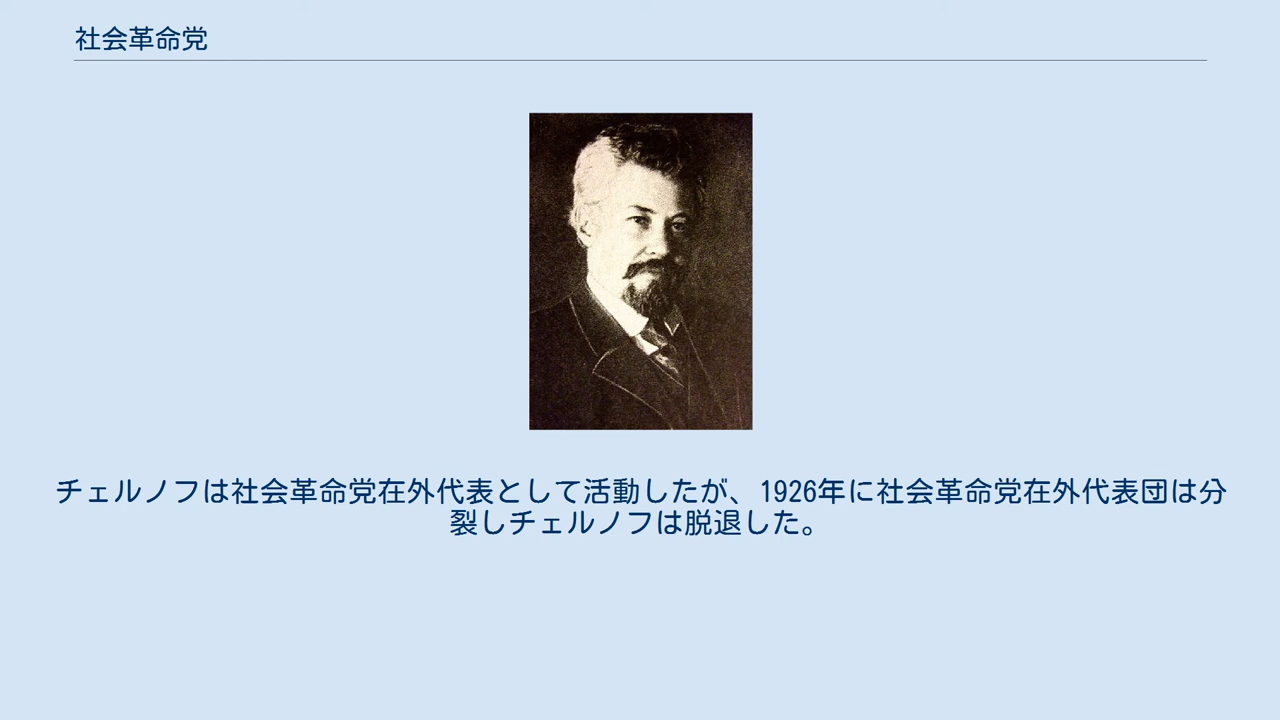 社会革命党
チェルノフは社会革命党在外代表として活動したが、1926年に社会革命党在外代表団は分
裂しチェルノフは脱退した。